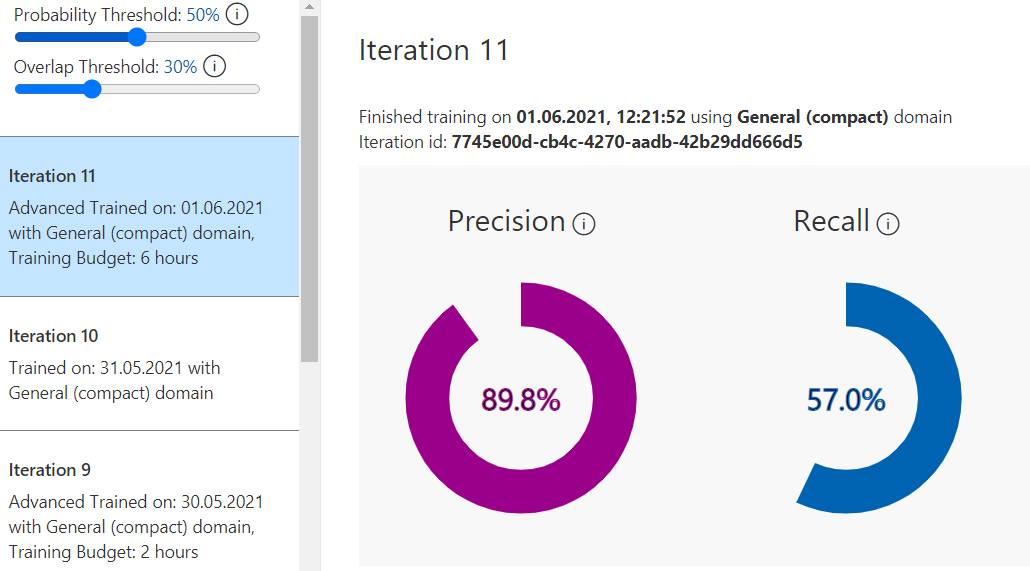 Probability Threshold: 50%
Overlap Threshold: 30%
Iteration 11
Advanced Trained on: 01.06.2021
with General (compact) domain,
Training Budget: 6 hours
Iteration 10
Trained on: 31.05.2021 with
General (compact) domain
Iteration 9
Advanced Trained on: 30.05.2021
with General (compact) domain,
Training Budget: 2 hours
Iteration 11
Finished training on 01.06.2021, 12:21:52 using General (compact) domain
Iteration id: 7745e00d-cb4c-4270-aadb-42b29dd666d5
Precision
Recall
89.8%
57.0%